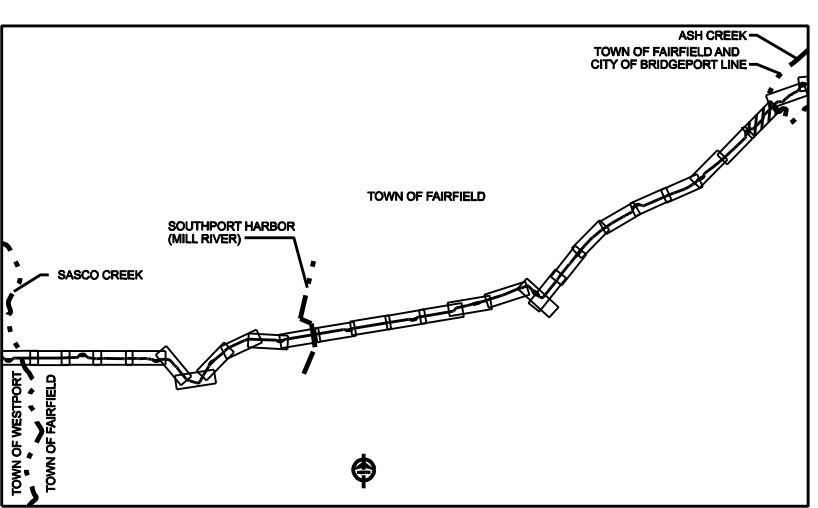 ASH CREEK
TOWN OF FAIRFIELD AND
CITY OF BRIDGEPORT LINE
TOWN OF FAIRFIELD
SOUTHPORT HARBOR
(MILL RIVER)
SASCO CREEK
TOWN OF WESTPORT
TOWN OF FAIRFIELD